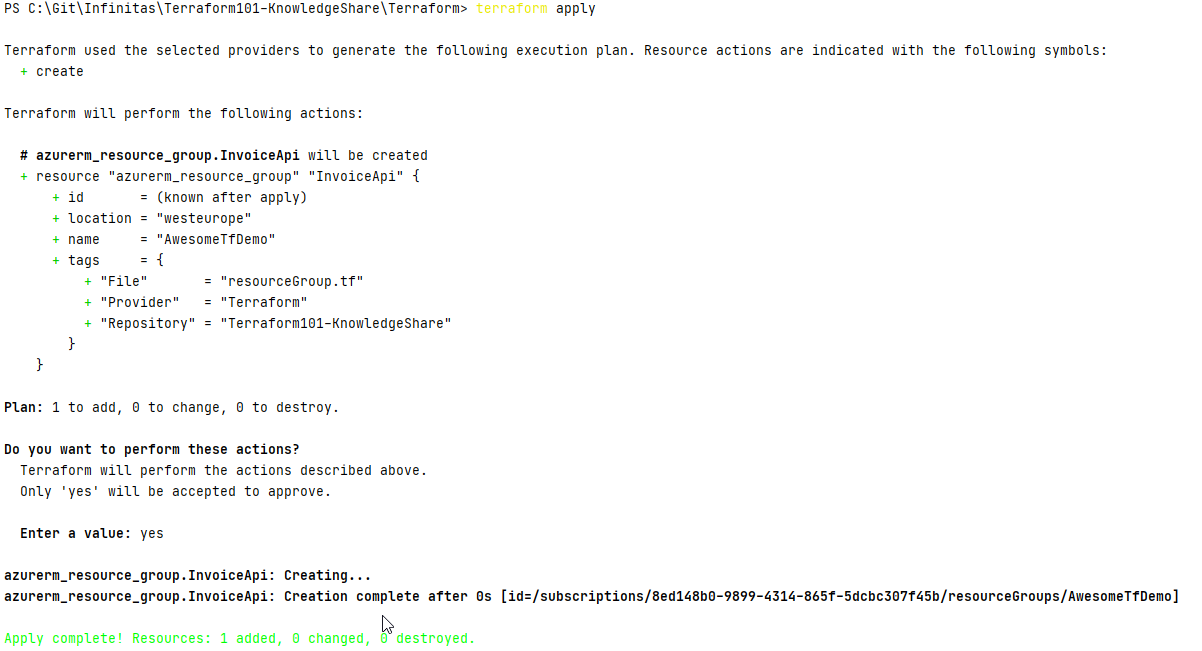 PS C:\Git\Infinitas\Terraform101-KnowledgeShare\Terraform> terraform apply
Terraform used the selected providers to generate the following execution plan. Resource actions are indicated with the following symbols:
  + create
Terraform will perform the following actions:
  # azurerm_resource_group.InvoiceApi will be created
  + resource "azurerm_resource_group" "InvoiceApi" {
      + id       = (known after apply)
      + location = "westeurope"
      + name     = "AwesomeTfDemo"
      + tags     = {
          + "File"       = "resourceGroup.tf"
          + "Provider"   = "Terraform"
          + "Repository" = "Terraform101-KnowledgeShare"
        }
    }
Plan: 1 to add, 0 to change, 0 to destroy.
Do you want to perform these actions?
  Terraform will perform the actions described above.
  Only 'yes' will be accepted to approve.
  Enter a value: yes
azurerm_resource_group.InvoiceApi: Creating...
azurerm_resource_group.InvoiceApi: Creation complete after 0s [id=/subscriptions/8ed148b0-9899-4314-865f-5dcbc307f45b/resourceGroups/AwesomeTfDemo]
Apply complete! Resources: 1 added, 0 changed, 0 destroyed.